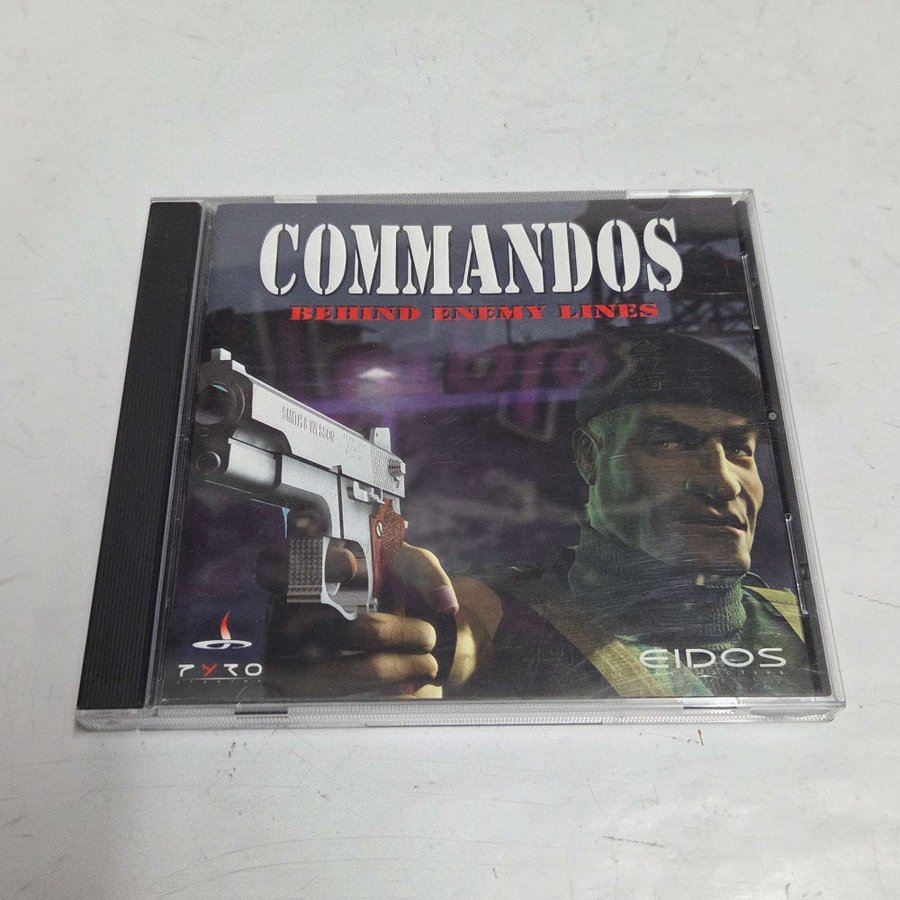 COMMANDOS
BEHIND ENEMY LINES
SMITH & WESSON
PYRO
EIDOS